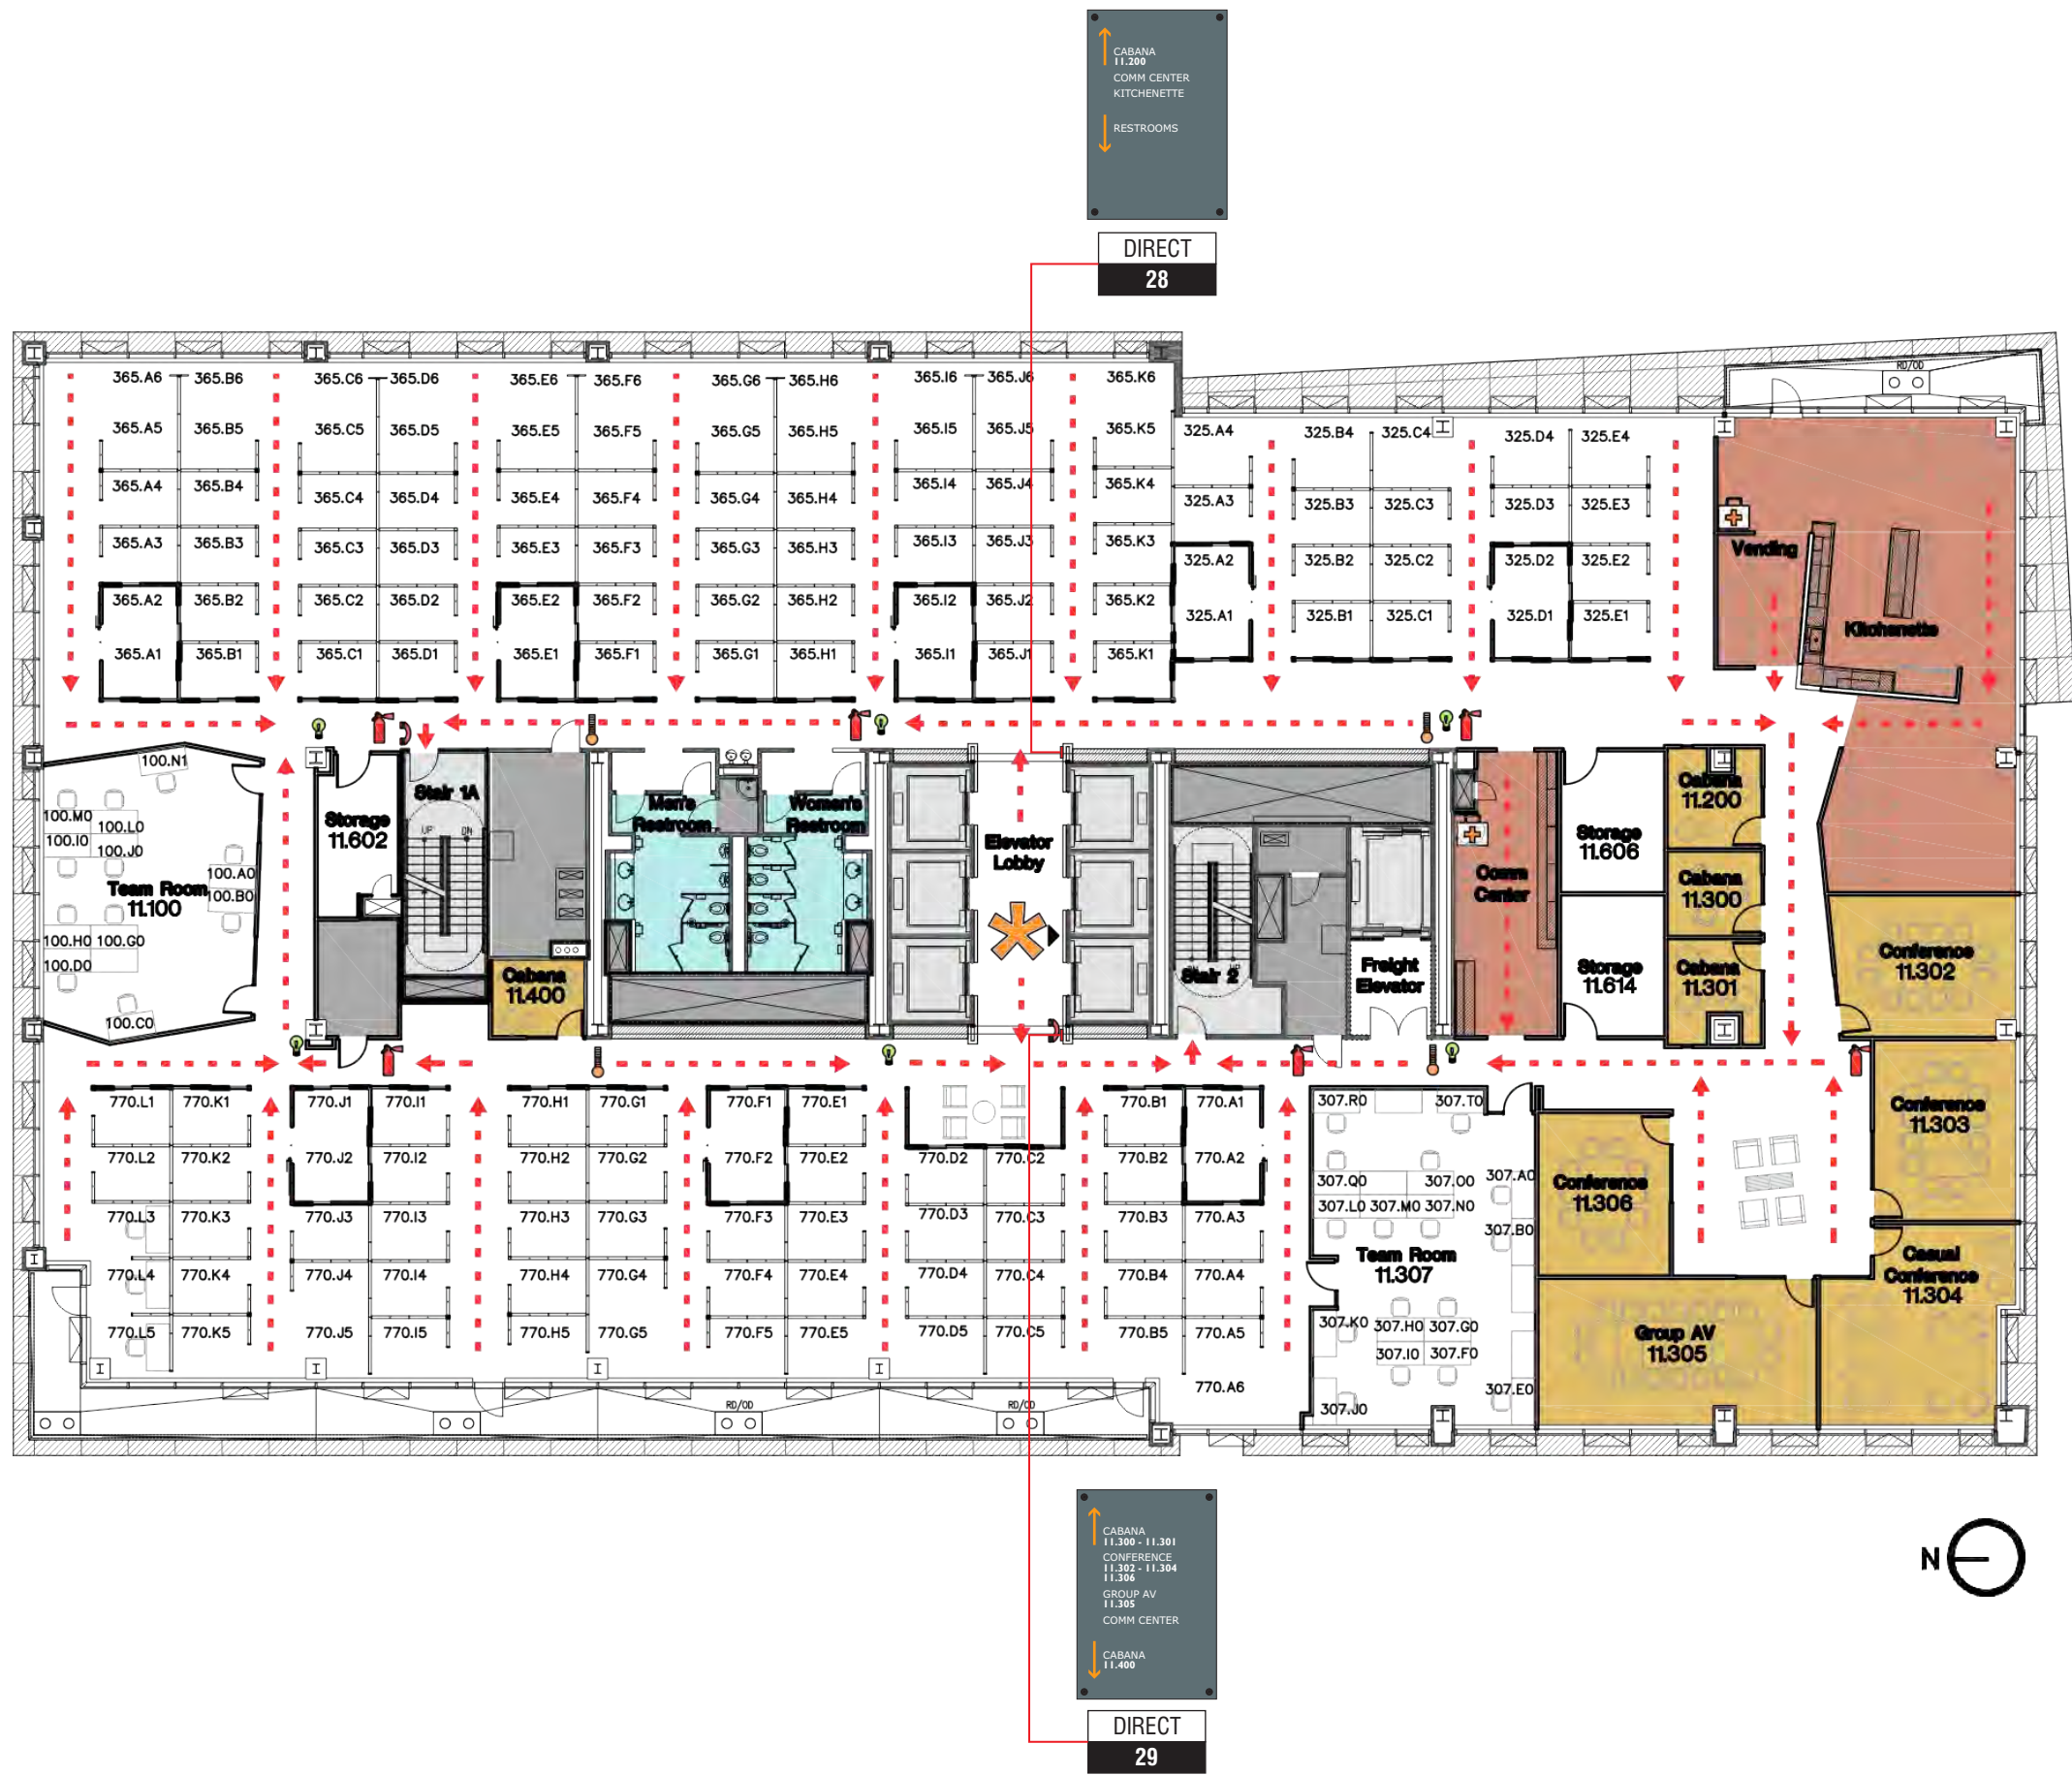 CABANA
11.200
COMM CENTER
KITCHENETTE
RESTROOMS
DIRECT
28
RD/OD
365.A6 365.B6 365.C6 365.D6 365.E6 365.F6 365.G6 365.H6 365.I6 365.J6 365.K6
365.A5 365.B5 365.C5 365.D5 365.E5 365.F5 365.G5 365.H5 365.I5 365.J5 365.K5
325.A4 325.B4 325.C4 325.D4 325.E4
365.A4 365.B4 365.C4 365.D4 365.E4 365.F4 365.G4 365.H4 365.I4 365.J4 365.K4
325.A3 325.B3 325.C3 325.D3 325.E3
365.A3 365.B3 365.C3 365.D3 365.E3 365.F3 365.G3 365.H3 365.I3 365.J3 365.K3
325.A2 325.B2 325.C2 325.D2 325.E2
Vending
365.A2 365.B2 365.C2 365.D2 365.E2 365.F2 365.G2 365.H2 365.I2 365.J2 365.K2
325.A1 325.B1 325.C1 325.D1 325.E1
Kitchenette
365.A1 365.B1 365.C1 365.D1 365.E1 365.F1 365.G1 365.H1 365.I1 365.J1 365.K1
100.N1
100.M0
100.L0
100.I0
100.J0
100.A0
100.B0
Team Room
11.100
100.H0 100.G0
100.D0
100.C0
Storage
11.602
Stair 1A
UP DN
Cabana
11.400
Men's
Restroom
Women's
Restroom
Elevator
Lobby
Stair 2
Freight
Elevator
Comm
Center
Storage
11.606
Storage
11.614
Cabana
11.200
Cabana
11.300
Cabana
11.301
Conference
11.302
Conference
11.303
770.L1 770.K1 770.J1 770.I1 770.H1 770.G1 770.F1 770.E1 770.B1 770.A1
770.L2 770.K2 770.J2 770.I2 770.H2 770.G2 770.F2 770.E2 770.D2 770.C2 770.B2 770.A2
770.L3 770.K3 770.J3 770.I3 770.H3 770.G3 770.F3 770.E3 770.D3 770.C3 770.B3 770.A3
770.L4 770.K4 770.J4 770.I4 770.H4 770.G4 770.F4 770.E4 770.D4 770.C4 770.B4 770.A4
770.L5 770.K5 770.J5 770.I5 770.H5 770.G5 770.F5 770.E5 770.D5 770.C5 770.B5 770.A5
770.A6
307.R0 307.T0
307.Q0 307.O0 307.A0
307.L0 307.M0 307.N0
307.B0
Team Room
11.307
307.K0 307.H0 307.G0
307.I0 307.F0
307.E0
307.J0
Conference
11.306
Group AV
11.305
Casual
Conference
11.304
RD/OD
RD/OD
CABANA
11.300 - 11.301
CONFERENCE
11.302 - 11.304
11.306
GROUP AV
11.305
COMM CENTER
CABANA
11.400
DIRECT
29
N